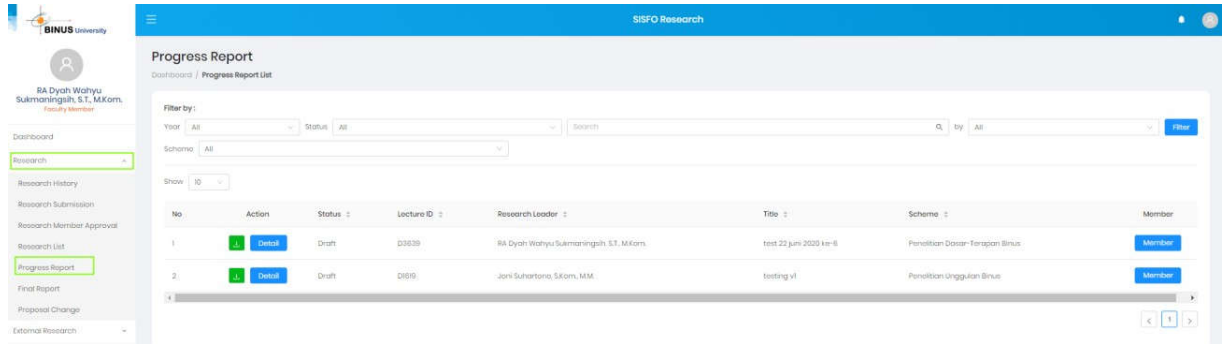 BINUS University
SISFO Research
RA Dyah Wahyu
Sukmaningsih, S.T., M.Kom.
Faculty Member
Dashboard
Research
Research History
Research Submission
Research Member Approval
Research List
Progress Report
Final Report
Proposal Change
External Research
Progress Report
Dashboard / Progress Report List
Filter by :
Year All Status All Search by All Filter
Scheme All
Show 10
No Action Status Lecture ID Research Leader Title Scheme Member
1 Detail Draft D3639 RA Dyah Wahyu Sukmaningsih, S.T., M.Kom. test 22 juni 2020 ke-6 Penelitian Dasar-Terapan Binus Member
2 Detail Draft D1619 Joni Suhartono, S.Kom., M.M. testing v1 Penelitian Unggulan Binus Member
< 1 >